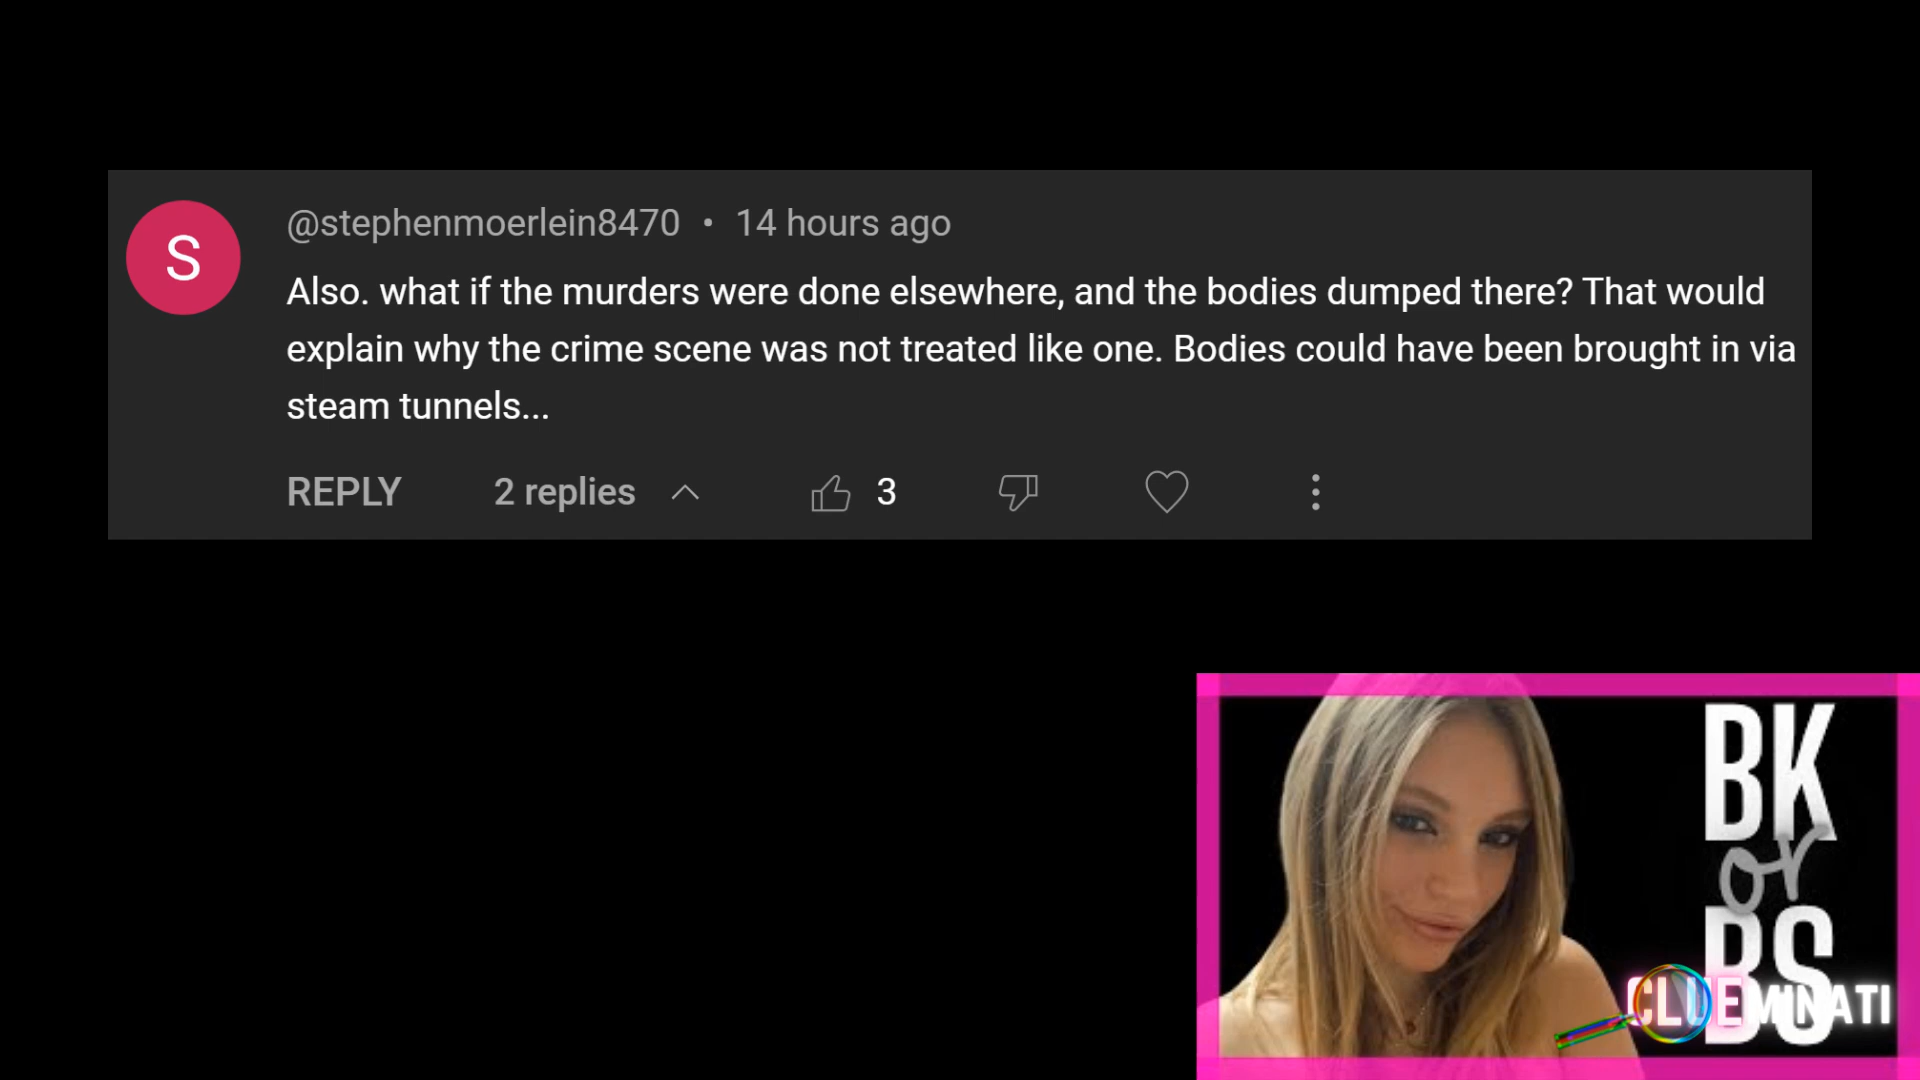 S
@stephenmoerlein8470 • 14 hours ago
Also. what if the murders were done elsewhere, and the bodies dumped there? That would
explain why the crime scene was not treated like one. Bodies could have been brought in via
steam tunnels...
REPLY 2 replies 3
BK
or
BS
CLUEMINATI